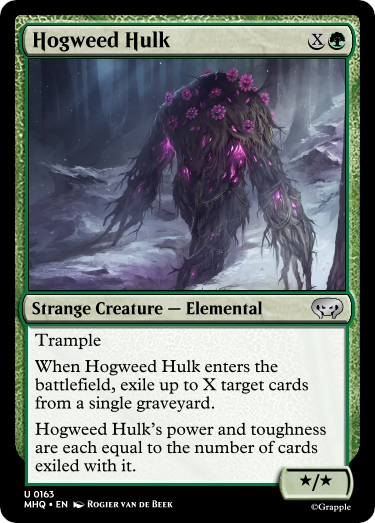 Hogweed Hulk X
Strange Creature — Elemental
Trample
When Hogweed Hulk enters the
battlefield, exile up to X target cards
from a single graveyard.
Hogweed Hulk's power and toughness
are each equal to the number of cards
exiled with it.
★/★
U 0163
MHQ • EN Rogier van de Beek
©Grapple